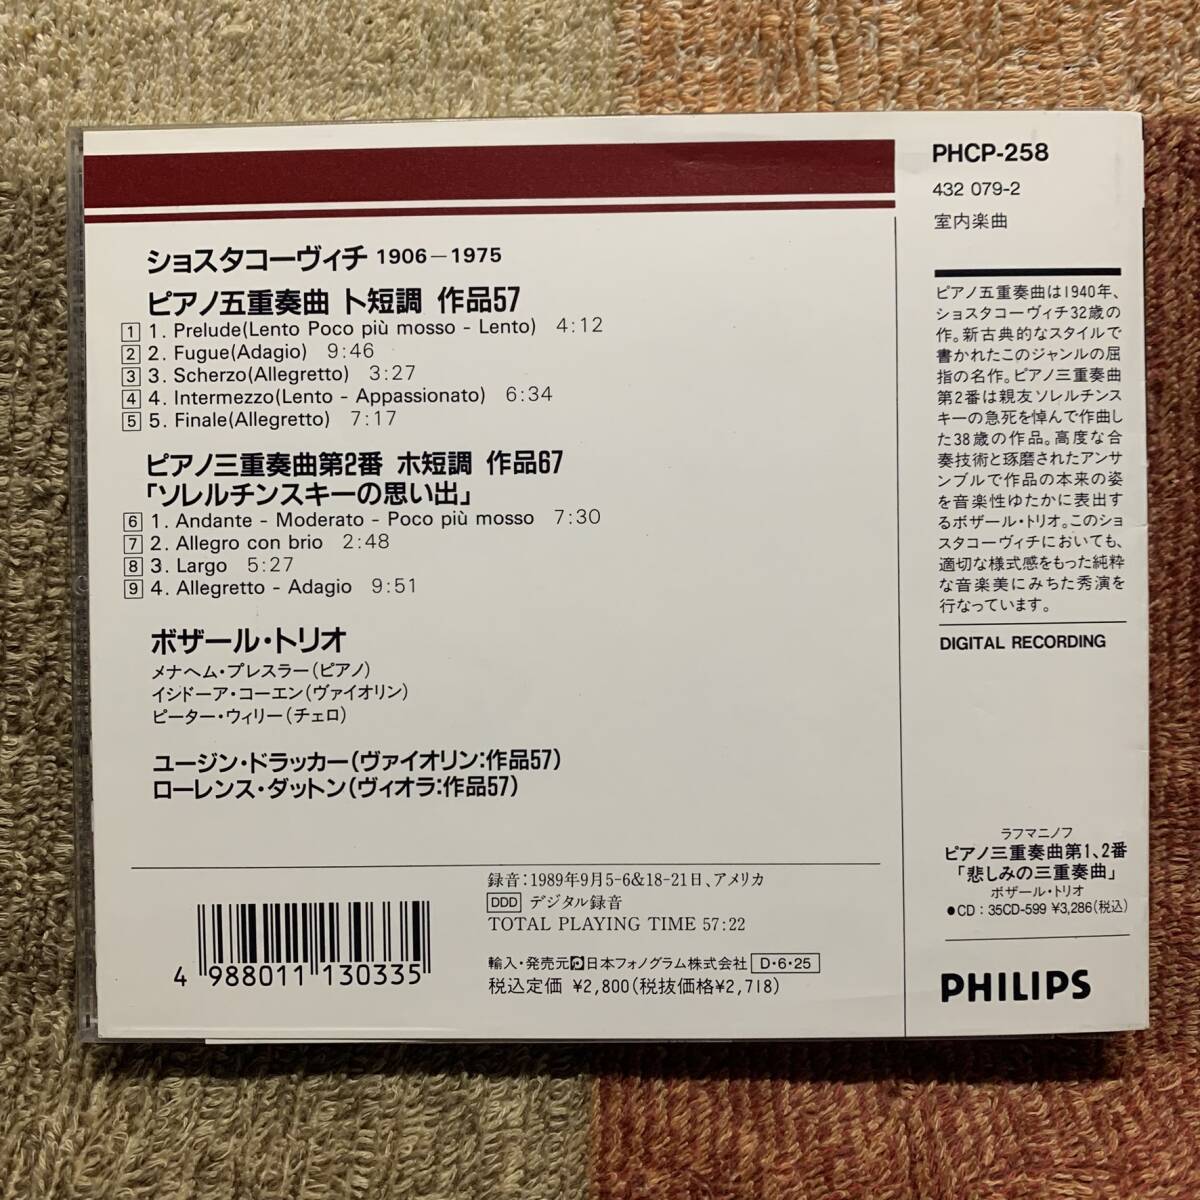 ショスタコーヴィチ 1906−1975
ピアノ五重奏曲 ト短調 作品57
1 1. Prelude(Lento Poco più mosso - Lento) 4:12
2 2. Fugue(Adagio) 9:46
3 3. Scherzo(Allegretto) 3:27
4 4. Intermezzo(Lento - Appassionato) 6:34
5 5. Finale(Allegretto) 7:17
ピアノ三重奏曲第2番 ホ短調 作品67
「ソレルチンスキーの思い出」
6 1. Andante - Moderato - Poco più mosso 7:30
7 2. Allegro con brio 2:48
8 3. Largo 5:27
9 4. Allegretto - Adagio 9:51
ボザール・トリオ
メナヘム・プレスラー(ピアノ)
イシドーア・コーエン(ヴァイオリン)
ピーター・ウィリー(チェロ)
ユージン・ドラッカー(ヴァイオリン:作品57)
ローレンス・ダットン(ヴィオラ:作品57)
録音:1989年9月5-6&18-21日、アメリカ
DDD デジタル録音
TOTAL PLAYING TIME 57:22
輸入・発売元 日本フォノグラム株式会社 D・6・25
税込定価 ¥2,800(税抜価格¥2,718)
4 988011 130335
PHCP-258
432 079-2
室内楽曲
ピアノ五重奏曲は1940年、
ショスタコーヴィチ32歳の
作。新古典的なスタイルで
書かれたこのジャンルの屈
指の名作。ピアノ三重奏曲
第2番は親友ソレルチンス
キーの急死を悼んで作曲し
た38歳の作品。高度な合
奏技術と琢磨されたアンサ
ンブルで作品の本来の姿
を音楽性ゆたかに表出す
るボザール・トリオ。このショ
スタコーヴィチにおいても、
適切な様式感をもった純粋
な音楽美にみちた秀演を
行なっています。
DIGITAL RECORDING
ラフマニノフ
ピアノ三重奏曲第1、2番
「悲しみの三重奏曲」
ボザール・トリオ
●CD : 35CD-599 ¥3,286(税込)
PHILIPS